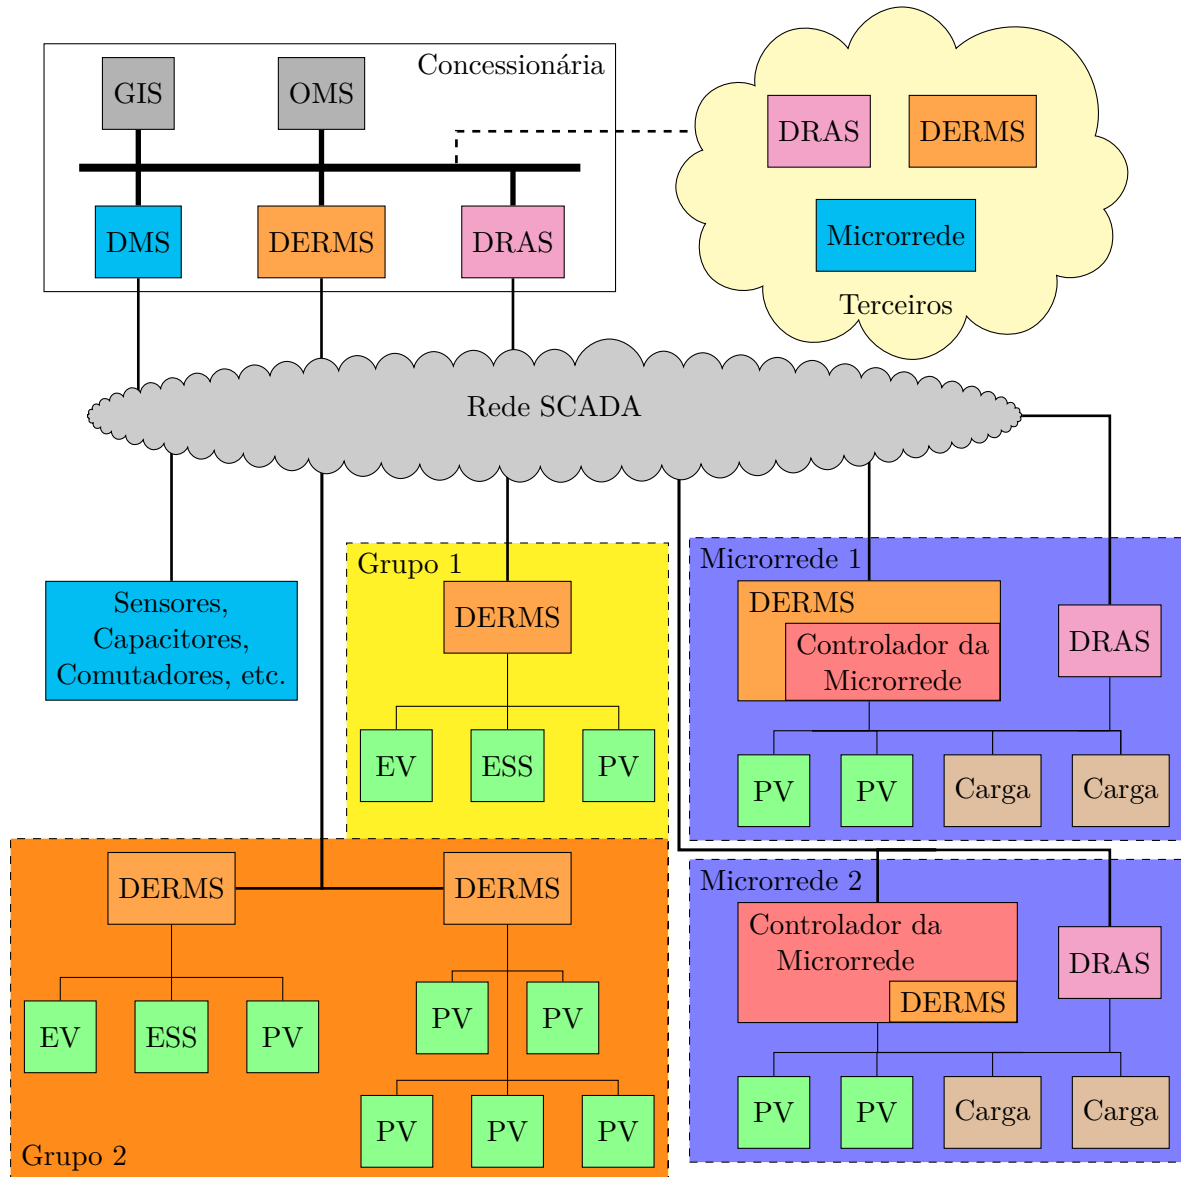 Concessionária
GIS
OMS
DMS
DERMS
DRAS
DRAS
DERMS
Microrrede
Terceiros
Rede SCADA
Sensores,
Capacitores,
Comutadores, etc.
Grupo 1
DERMS
EV
ESS
PV
Microrrede 1
DERMS
Controlador da
Microrrede
DRAS
PV
PV
Carga
Carga
DERMS
DERMS
EV
ESS
PV
PV
PV
PV
PV
PV
Grupo 2
Microrrede 2
Controlador da
Microrrede
DERMS
DRAS
PV
PV
Carga
Carga